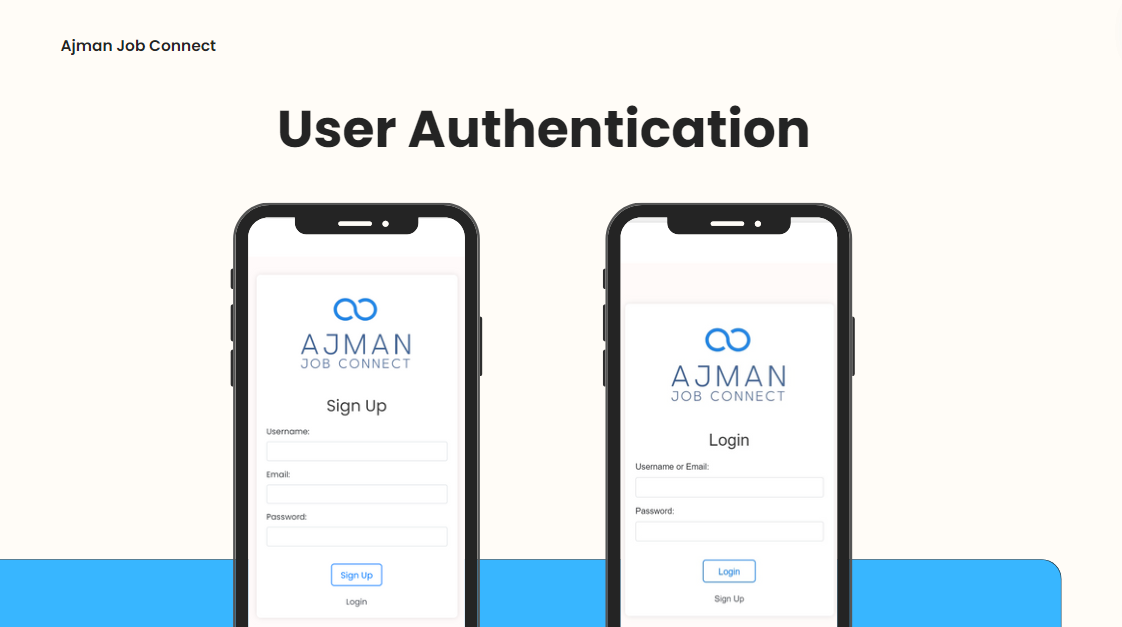 Ajman Job Connect
User Authentication
AJMAN
JOB CONNECT
Sign Up
Username:
Email:
Password:
Sign Up
Login
AJMAN
JOB CONNECT
Login
Username or Email:
Password:
Login
Sign Up